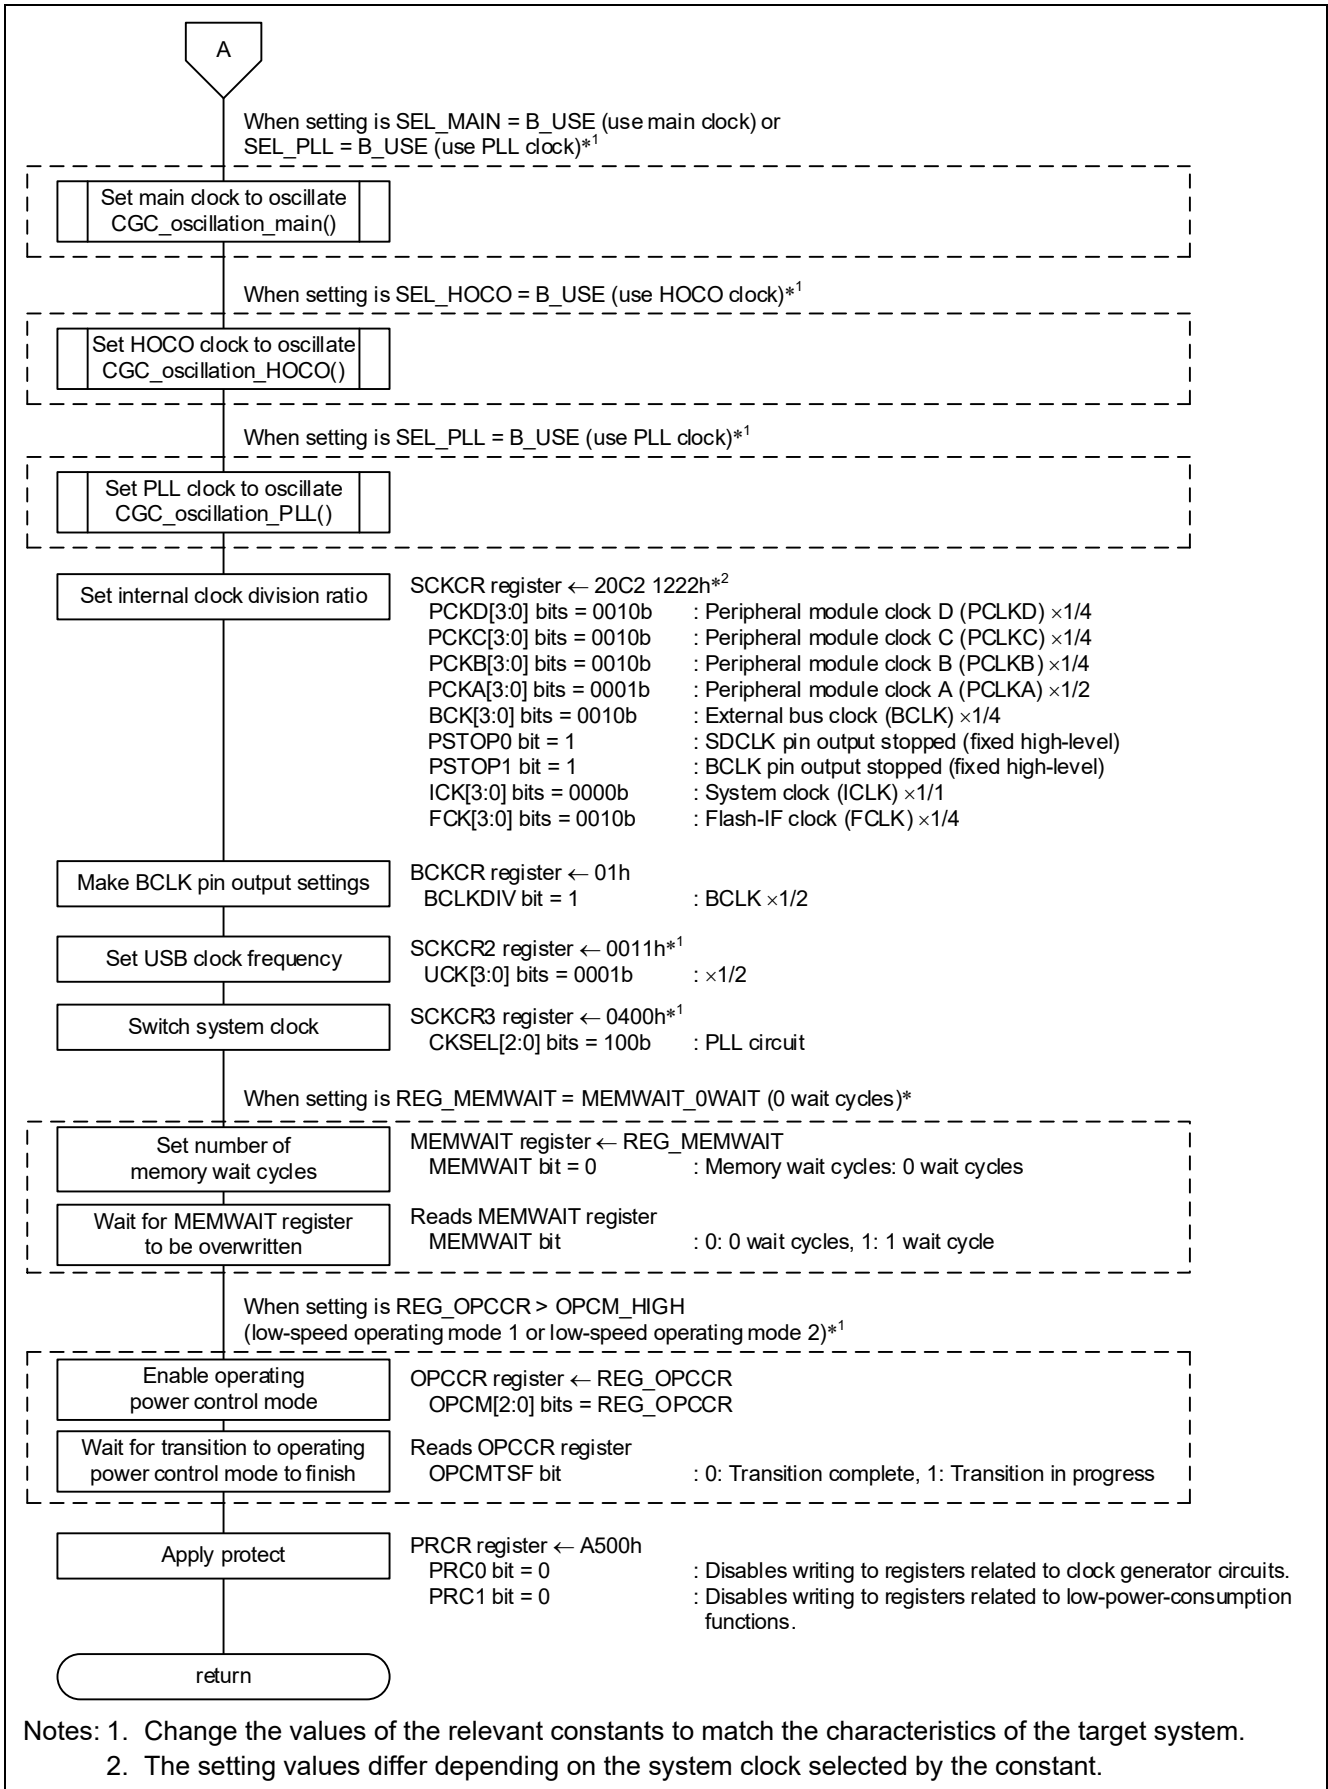 A
When setting is SEL_MAIN = B_USE (use main clock) or
SEL_PLL = B_USE (use PLL clock)*1
Set main clock to oscillate
CGC_oscillation_main()
When setting is SEL_HOCO = B_USE (use HOCO clock)*1
Set HOCO clock to oscillate
CGC_oscillation_HOCO()
When setting is SEL_PLL = B_USE (use PLL clock)*1
Set PLL clock to oscillate
CGC_oscillation_PLL()
Set internal clock division ratio
SCKCR register ← 20C2 1222h*2
PCKD[3:0] bits = 0010b : Peripheral module clock D (PCLKD) ×1/4
PCKC[3:0] bits = 0010b : Peripheral module clock C (PCLKC) ×1/4
PCKB[3:0] bits = 0010b : Peripheral module clock B (PCLKB) ×1/4
PCKA[3:0] bits = 0001b : Peripheral module clock A (PCLKA) ×1/2
BCK[3:0] bits = 0010b : External bus clock (BCLK) ×1/4
PSTOP0 bit = 1 : SDCLK pin output stopped (fixed high-level)
PSTOP1 bit = 1 : BCLK pin output stopped (fixed high-level)
ICK[3:0] bits = 0000b : System clock (ICLK) ×1/1
FCK[3:0] bits = 0010b : Flash-IF clock (FCLK) ×1/4
Make BCLK pin output settings
BCKCR register ← 01h
BCLKDIV bit = 1 : BCLK ×1/2
Set USB clock frequency
SCKCR2 register ← 0011h*1
UCK[3:0] bits = 0001b : ×1/2
Switch system clock
SCKCR3 register ← 0400h*1
CKSEL[2:0] bits = 100b : PLL circuit
When setting is REG_MEMWAIT = MEMWAIT_0WAIT (0 wait cycles)*
Set number of
memory wait cycles
MEMWAIT register ← REG_MEMWAIT
MEMWAIT bit = 0 : Memory wait cycles: 0 wait cycles
Wait for MEMWAIT register
to be overwritten
Reads MEMWAIT register
MEMWAIT bit : 0: 0 wait cycles, 1: 1 wait cycle
When setting is REG_OPCCR > OPCM_HIGH
(low-speed operating mode 1 or low-speed operating mode 2)*1
Enable operating
power control mode
OPCCR register ← REG_OPCCR
OPCM[2:0] bits = REG_OPCCR
Wait for transition to operating
power control mode to finish
Reads OPCCR register
OPCMTSF bit : 0: Transition complete, 1: Transition in progress
Apply protect
PRCR register ← A500h
PRC0 bit = 0 : Disables writing to registers related to clock generator circuits.
PRC1 bit = 0 : Disables writing to registers related to low-power-consumption
functions.
return
Notes: 1. Change the values of the relevant constants to match the characteristics of the target system.
2. The setting values differ depending on the system clock selected by the constant.